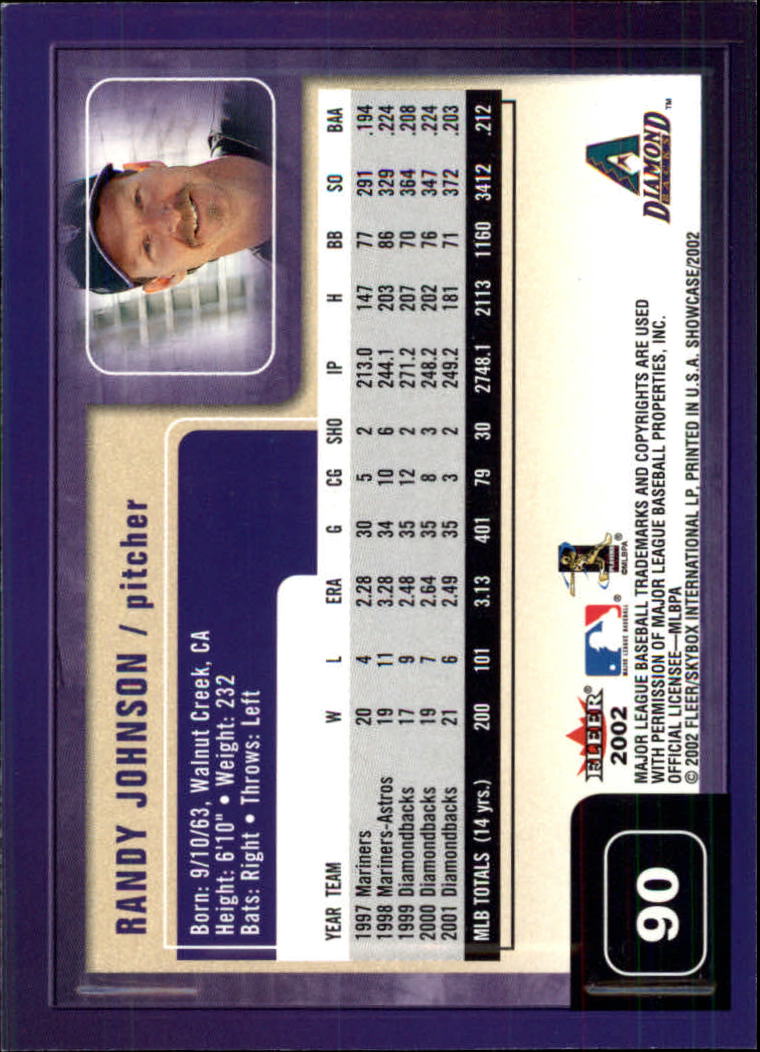 RANDY JOHNSON / pitcher
Born: 9/10/63, Walnut Creek, CA
Height: 6'10" • Weight: 232
Bats: Right • Throws: Left
YEAR TEAM W L ERA G CG SHO IP H BB SO BAA
1997 Mariners 20 4 2.28 30 5 2 213.0 147 77 291 .194
1998 Mariners-Astros 19 11 3.28 34 10 6 244.1 203 86 329 .224
1999 Diamondbacks 17 9 2.48 35 12 2 271.2 207 70 364 .208
2000 Diamondbacks 19 7 2.64 35 8 3 248.2 202 76 347 .224
2001 Diamondbacks 21 6 2.49 35 3 2 249.2 181 71 372 .203
MLB TOTALS (14 yrs.) 200 101 3.13 401 79 30 2748.1 2113 1160 3412 .212
FLEER®
2002
MAJOR LEAGUE BASEBALL ®
©MLBPA ®
DIAMOND
BACKS
™
MAJOR LEAGUE BASEBALL TRADEMARKS AND COPYRIGHTS ARE USED
WITH PERMISSION OF MAJOR LEAGUE BASEBALL PROPERTIES, INC.
OFFICIAL LICENSEE—MLBPA
© 2002 FLEER/SKYBOX INTERNATIONAL LP, PRINTED IN U.S.A. SHOWCASE/2002
90